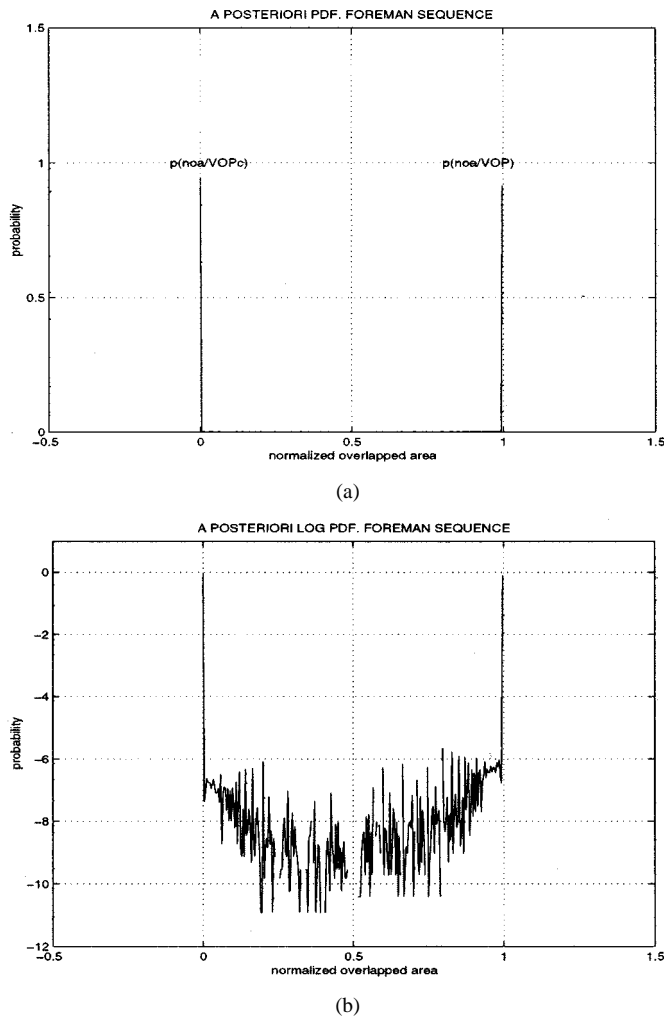 A POSTERIORI PDF. FOREMAN SEQUENCE
1.5
p(noa/VOPc) p(noa/VOP)
1
probability
0.5
0
-0.5 0 0.5 1 1.5
normalized overlapped area
(a)
A POSTERIORI LOG PDF. FOREMAN SEQUENCE
0
-2
-4
-6
probability
-8
-10
-12
-0.5 0 0.5 1 1.5
normalized overlapped area
(b)